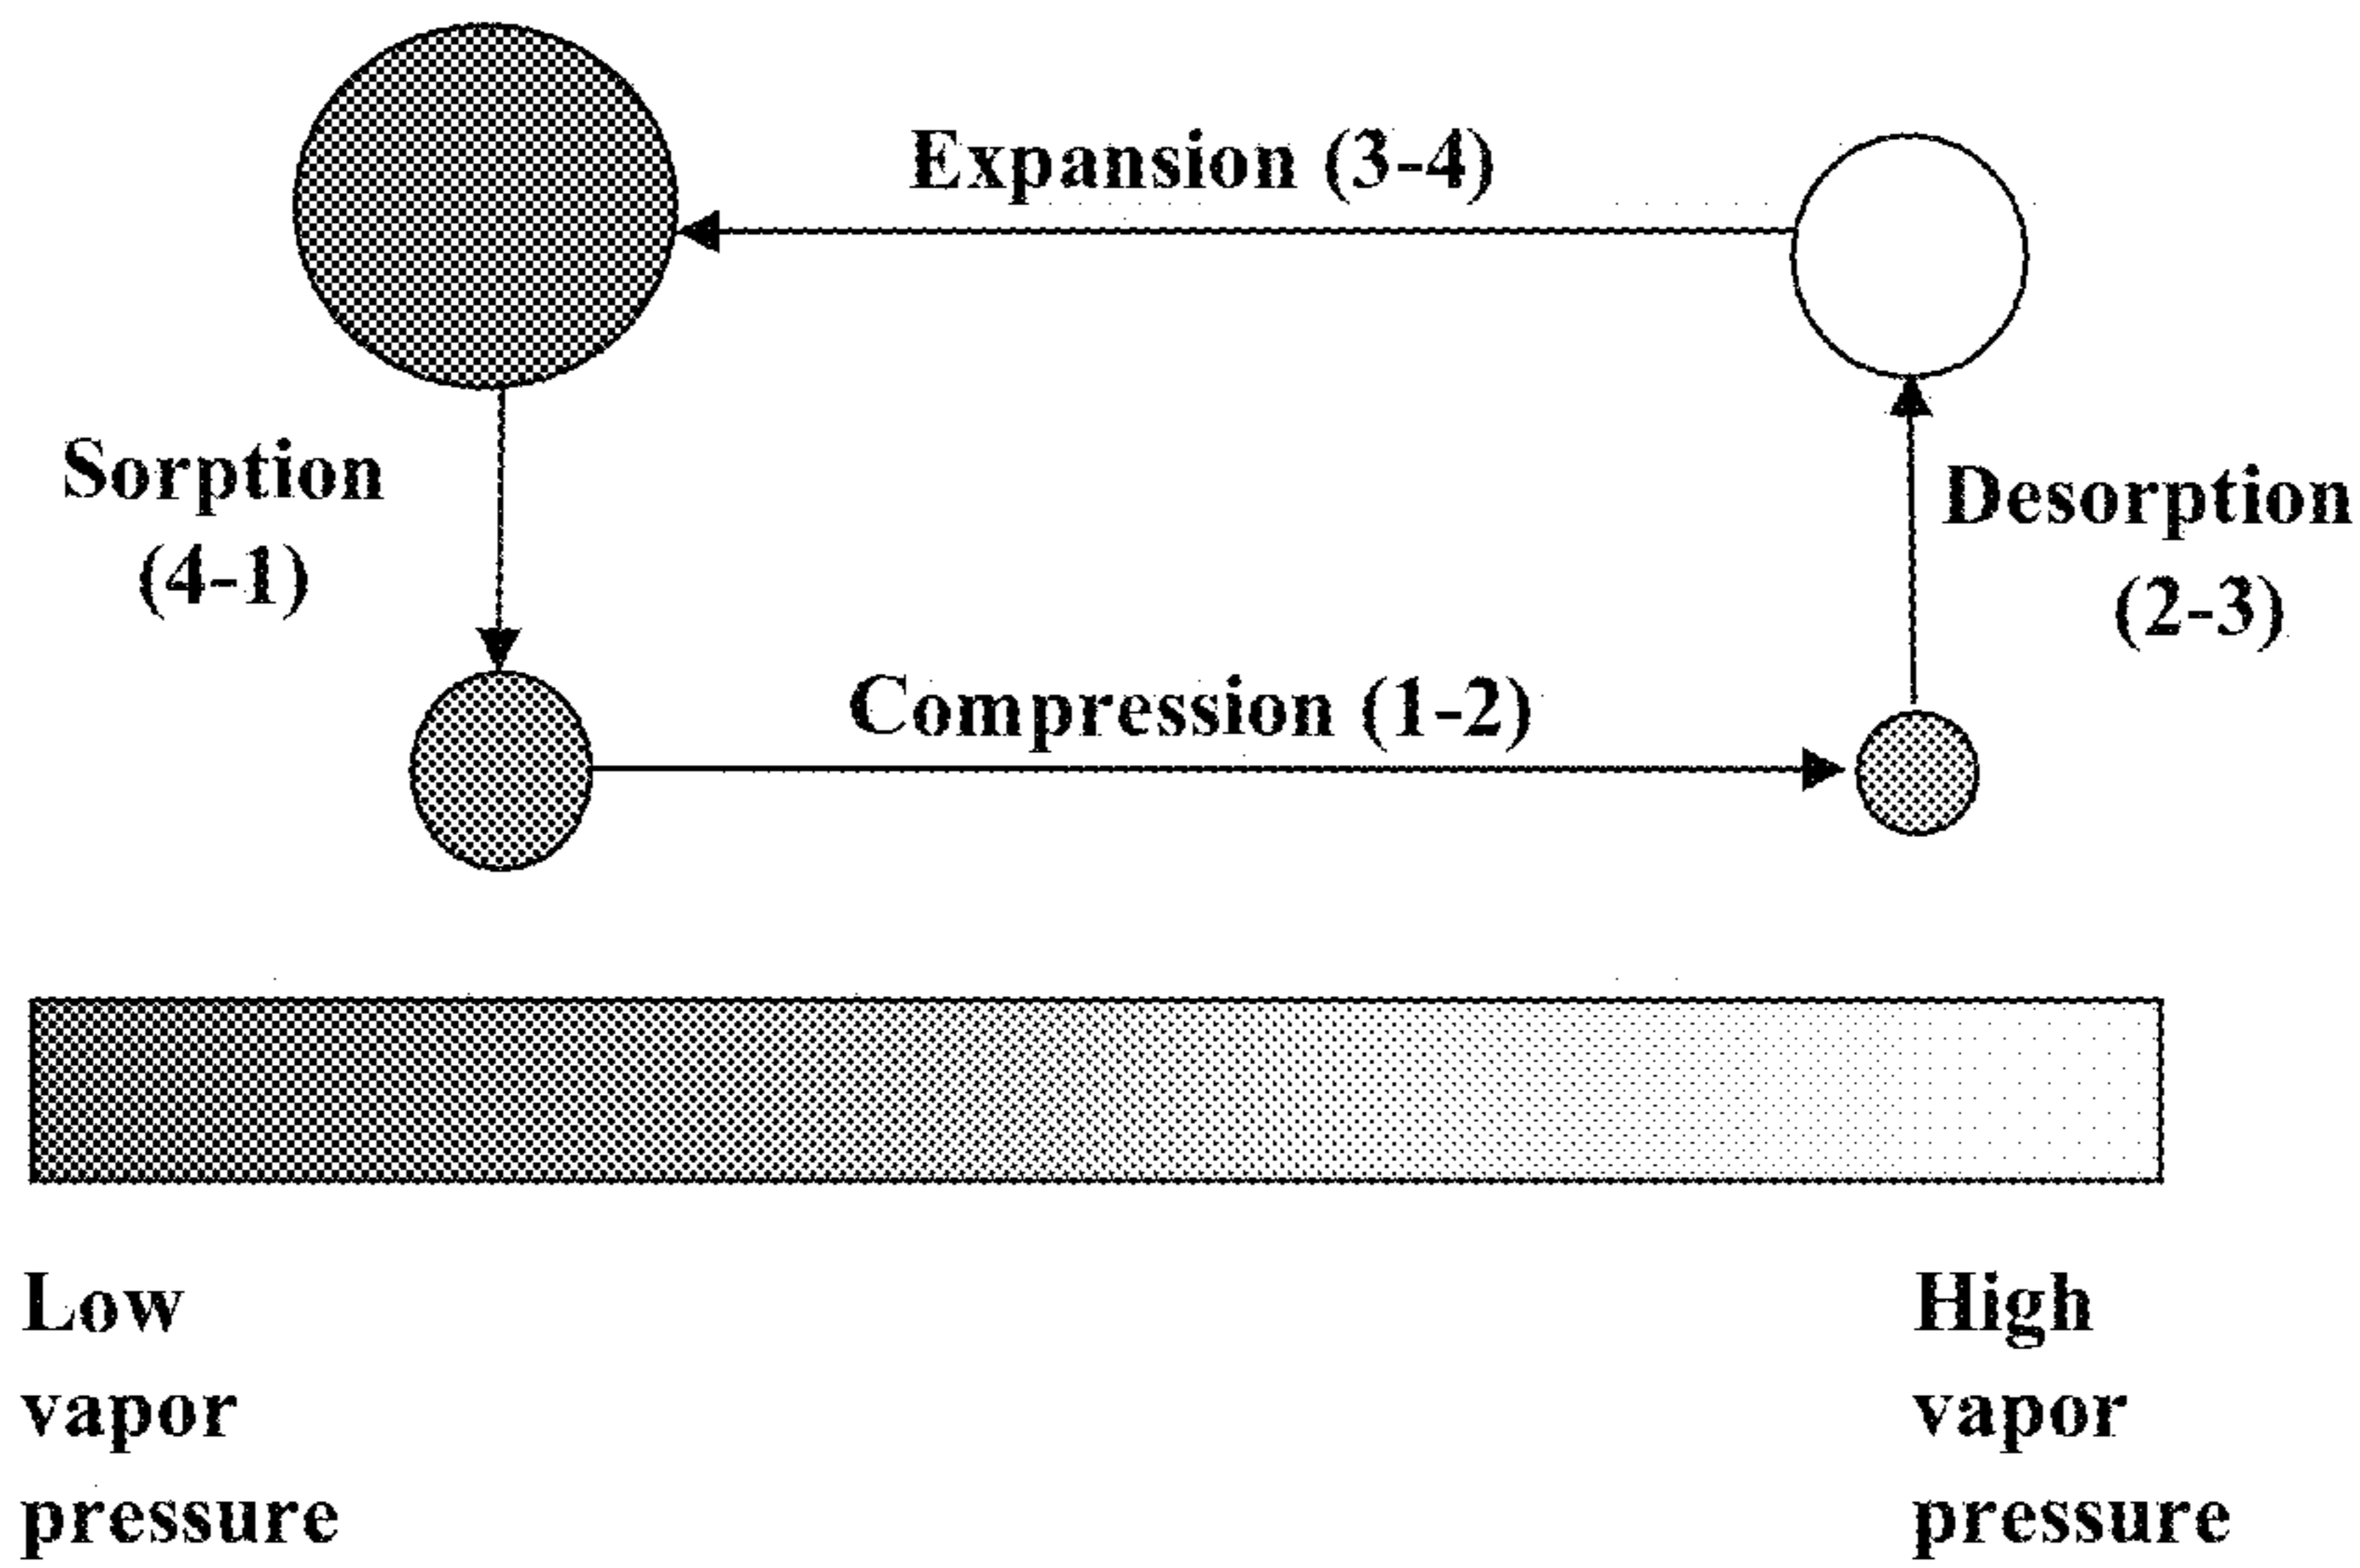 Expansion (3-4)
Sorption
(4-1)
Desorption
(2-3)
Compression (1-2)
Low
vapor
pressure
High
vapor
pressure